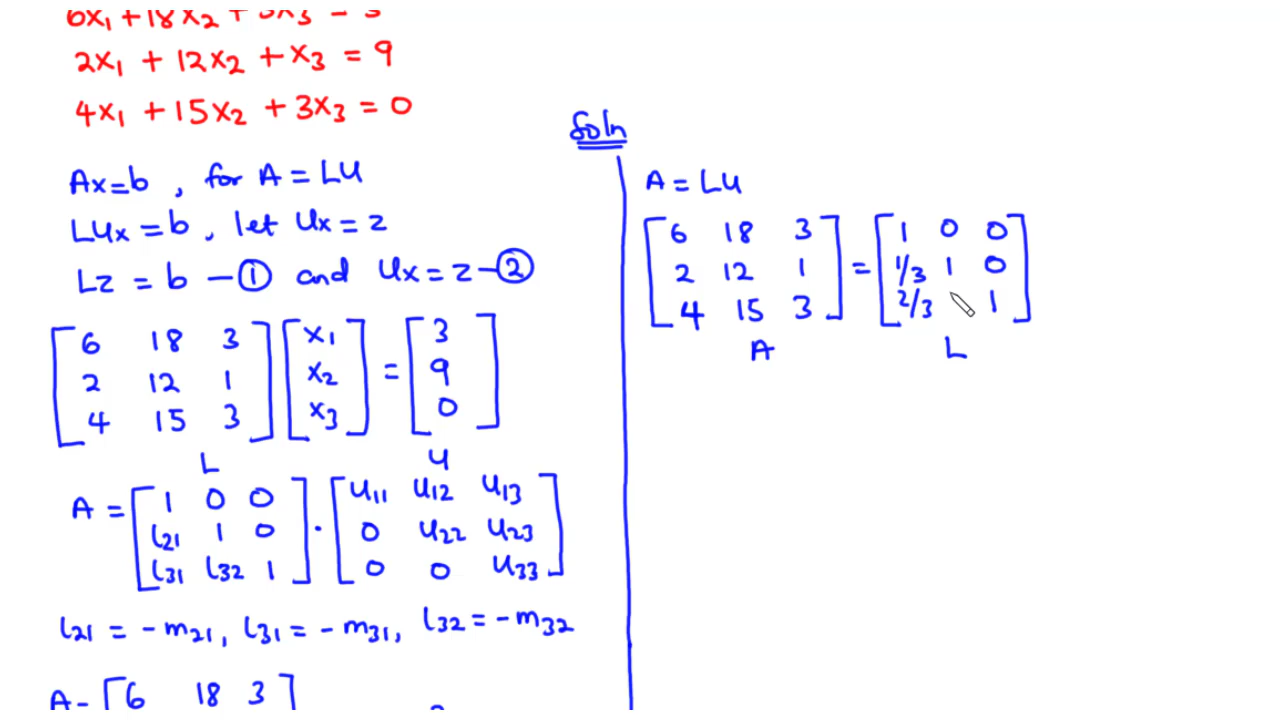 6x₁ + 18x₂ + 3x₃ = 3
2x₁ + 12x₂ + x₃ = 9
4x₁ + 15x₂ + 3x₃ = 0
Soln
Ax=b , for A = LU
LUx = b , let Ux = z
Lz = b — ① and Ux = z — ②
[6 18 3] [x₁] = [3]
[2 12 1] [x₂] = [9]
[4 15 3] [x₃] = [0]
L U
A = [1 0 0] . [U₁₁ U₁₂ U₁₃]
[l₂₁ 1 0] [0 U₂₂ U₂₃]
[l₃₁ l₃₂ 1] [0 0 U₃₃]
l₂₁ = -m₂₁, l₃₁ = -m₃₁, l₃₂ = -m₃₂
A = [6 18 3]
A = LU
[6 18 3] = [1 0 0]
[2 12 1] [1/3 1 0]
[4 15 3] [2/3 1]
A L